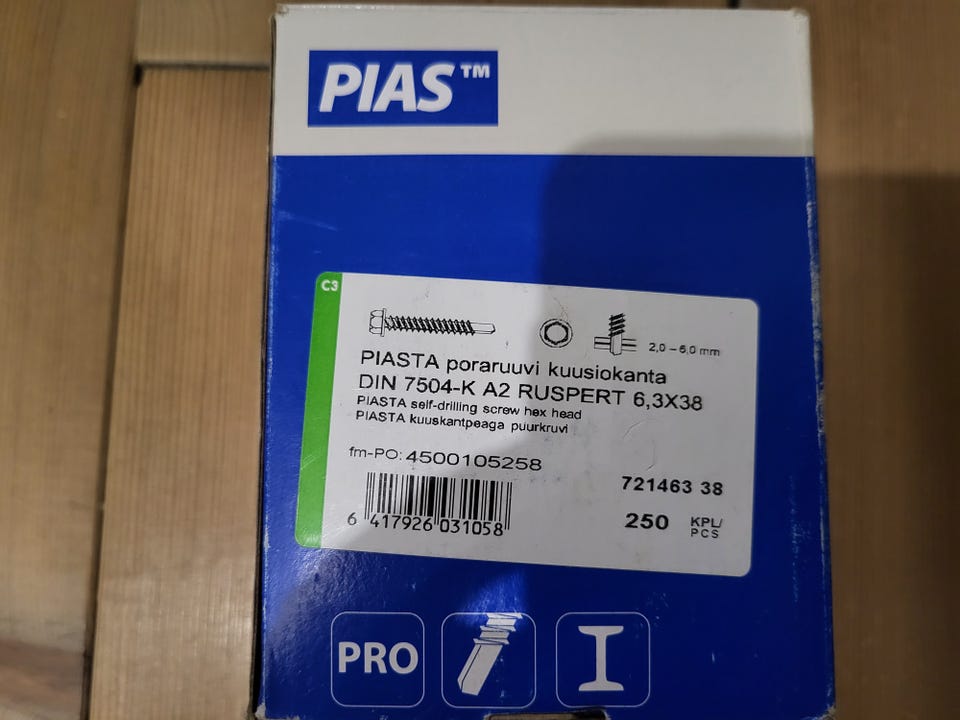 PIAS™
C3
2,0-6,0 mm
PIASTA poraruuvi kuusiokanta
DIN 7504-K A2 RUSPERT 6,3X38
PIASTA self-drilling screw hex head
PIASTA kuuskantpeaga puurkruvi
fm-PO: 4500105258
721463 38
6 417926 031058
250 KPL/
PCS
PRO